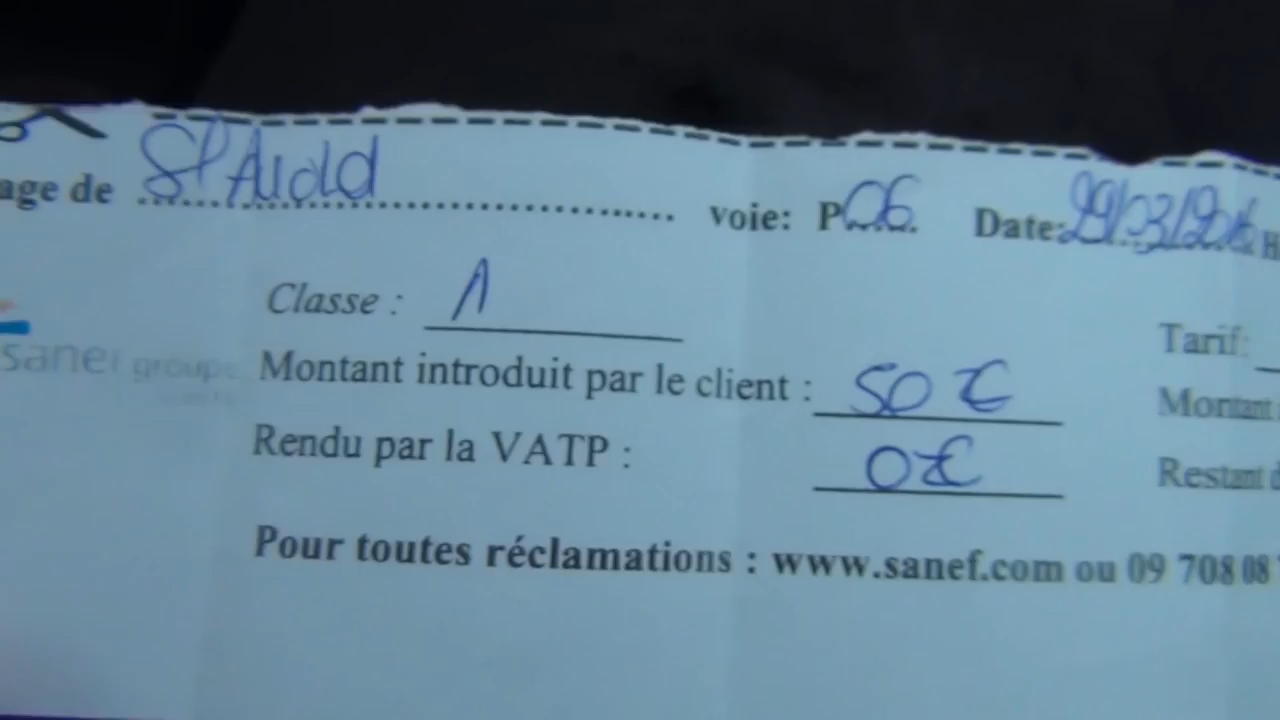 age de St Avold voie: P06 Date: 29/03/2016 H
Classe : 1 Tarif:
sanef groupe
Montant introduit par le client : 50 € Montant
Rendu par la VATP : 0€ Restant d
Pour toutes réclamations : www.sanef.com ou 09 708 08